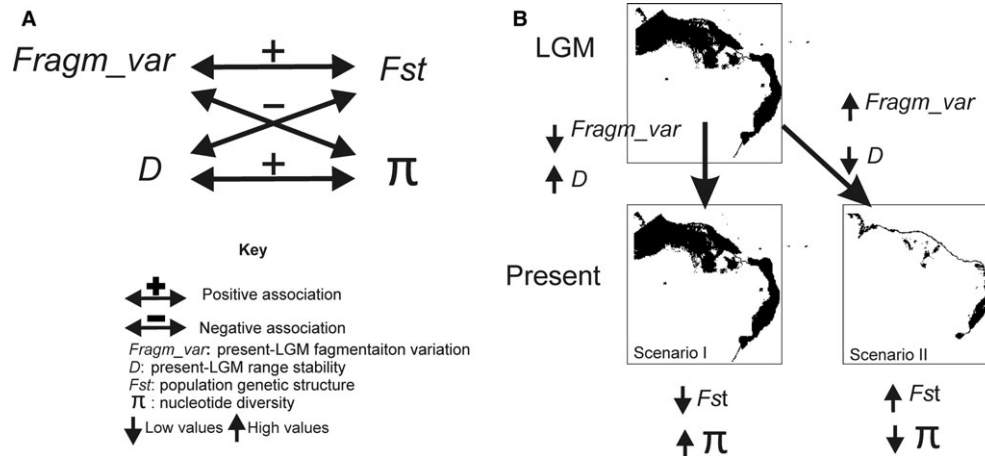 A
Fragm_var + Fst
−
D + π
Key
+ Positive association
− Negative association
Fragm_var: present-LGM fagmentaiton variation
D: present-LGM range stability
Fst: population genetic structure
π : nucleotide diversity
↓ Low values ↑ High values
B
LGM
↓ Fragm_var
↑ D
↑ Fragm_var
↓ D
Present
Scenario I
Scenario II
↓ Fst
↑ π
↑ Fst
↓ π